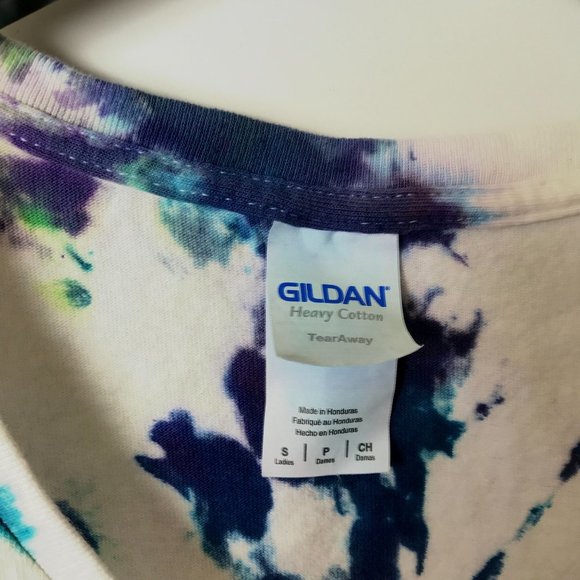 GILDAN®
Heavy Cotton
TearAway
Made in Honduras
Fabriqué au Honduras
Hecho en Honduras
S | P | CH
Ladies Dames Damas